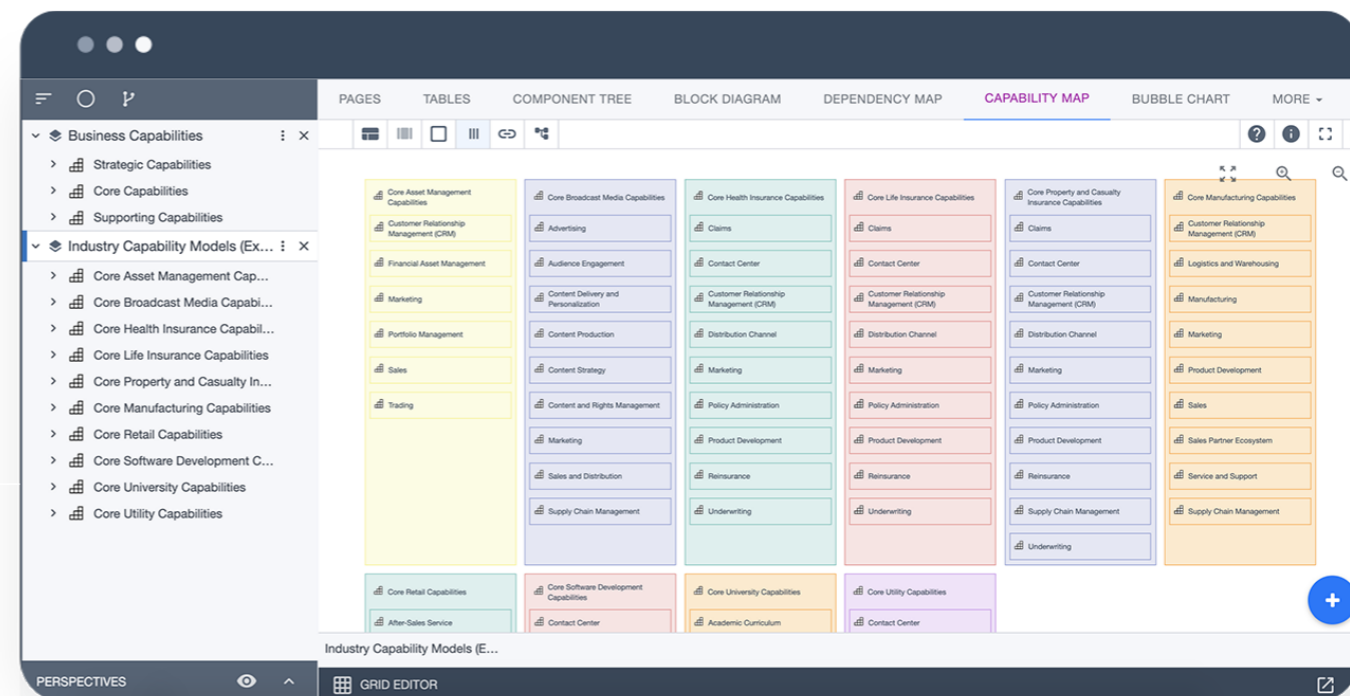 PAGES
TABLES
COMPONENT TREE
BLOCK DIAGRAM
DEPENDENCY MAP
CAPABILITY MAP
BUBBLE CHART
MORE
Business Capabilities
Strategic Capabilities
Core Capabilities
Supporting Capabilities
Industry Capability Models (Ex...
Core Asset Management Cap...
Core Broadcast Media Capabi...
Core Health Insurance Capabil...
Core Life Insurance Capabilities
Core Property and Casualty In...
Core Manufacturing Capabilities
Core Retail Capabilities
Core Software Development C...
Core University Capabilities
Core Utility Capabilities
PERSPECTIVES
Core Asset Management
Capabilities
Customer Relationship
Management (CRM)
Financial Asset Management
Marketing
Portfolio Management
Sales
Trading
Core Broadcast Media Capabilities
Advertising
Audience Engagement
Content Delivery and
Personalization
Content Production
Content Strategy
Content and Rights Management
Marketing
Sales and Distribution
Supply Chain Management
Core Health Insurance Capabilities
Claims
Contact Center
Customer Relationship
Management (CRM)
Distribution Channel
Marketing
Policy Administration
Product Development
Reinsurance
Underwriting
Core Life Insurance Capabilities
Claims
Contact Center
Customer Relationship
Management (CRM)
Distribution Channel
Marketing
Policy Administration
Product Development
Reinsurance
Underwriting
Core Property and Casualty
Insurance Capabilities
Claims
Contact Center
Customer Relationship
Management (CRM)
Distribution Channel
Marketing
Policy Administration
Product Development
Reinsurance
Supply Chain Management
Underwriting
Core Manufacturing Capabilities
Customer Relationship
Management (CRM)
Logistics and Warehousing
Manufacturing
Marketing
Product Development
Sales
Sales Partner Ecosystem
Service and Support
Supply Chain Management
Core Retail Capabilities
After-Sales Service
Core Software Development
Capabilities
Contact Center
Core University Capabilities
Academic Curriculum
Core Utility Capabilities
Contact Center
Industry Capability Models (E...
GRID EDITOR